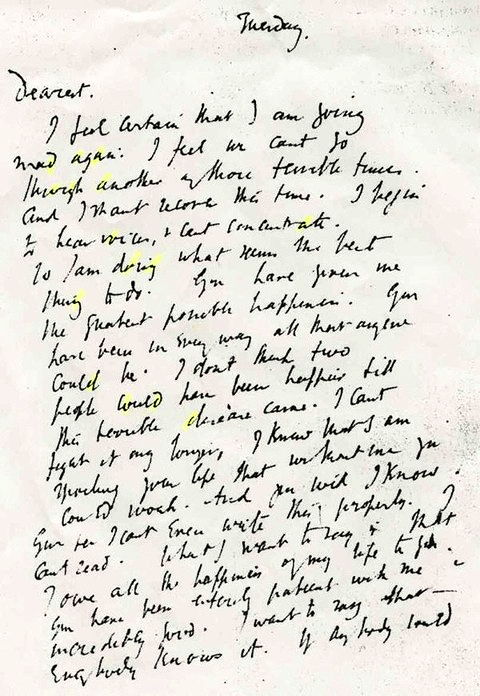 Tuesday.
Dearest.
I feel certain that I am going
mad again. I feel we cant go
through another of those terrible times.
And I shant recover this time. I begin
to hear voices, & cant concentrate.
So I am doing what seems the best
thing to do. You have given me
the greatest possible happiness. You
have been in every way all that anyone
could be. I dont think two
people could have been happier till
this terrible disease came. I cant
fight it any longer, I know that I am
spoiling your life, that without me you
could work. And you will I know.
You see I cant even write this properly. I
cant read. What I want to say is that
I owe all the happiness of my life to you.
You have been entirely patient with me &
incredibly good. I want to say that –
everybody knows it. If anybody could